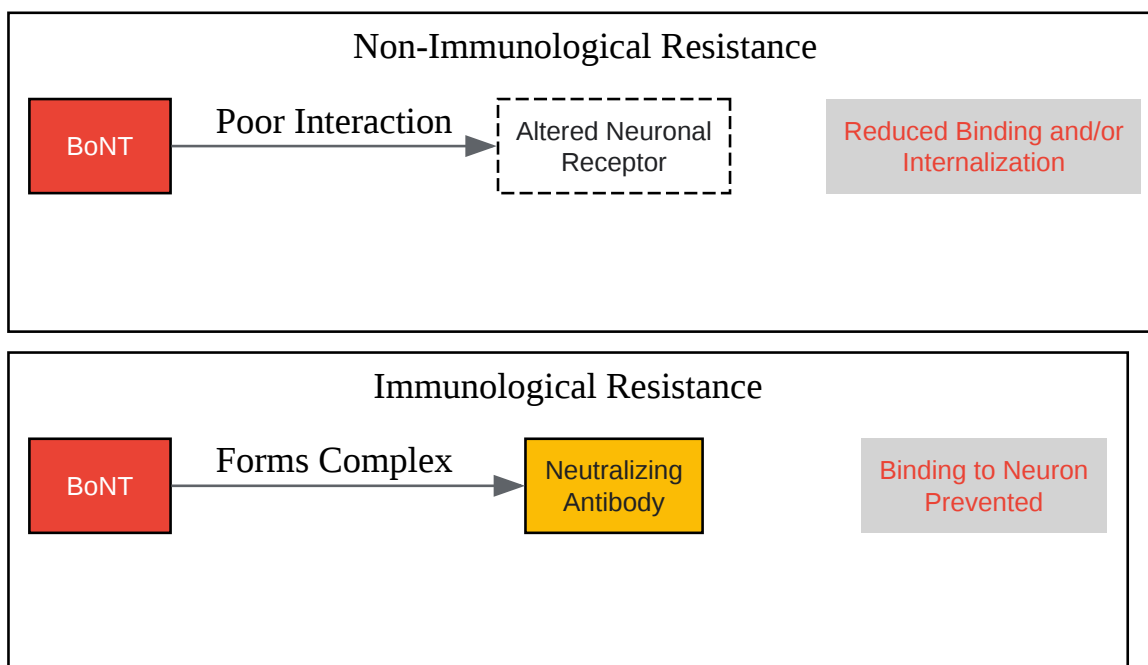 Non-Immunological Resistance
BoNT
Poor Interaction
Altered Neuronal
Receptor
Reduced Binding and/or
Internalization
Immunological Resistance
BoNT
Forms Complex
Neutralizing
Antibody
Binding to Neuron
Prevented